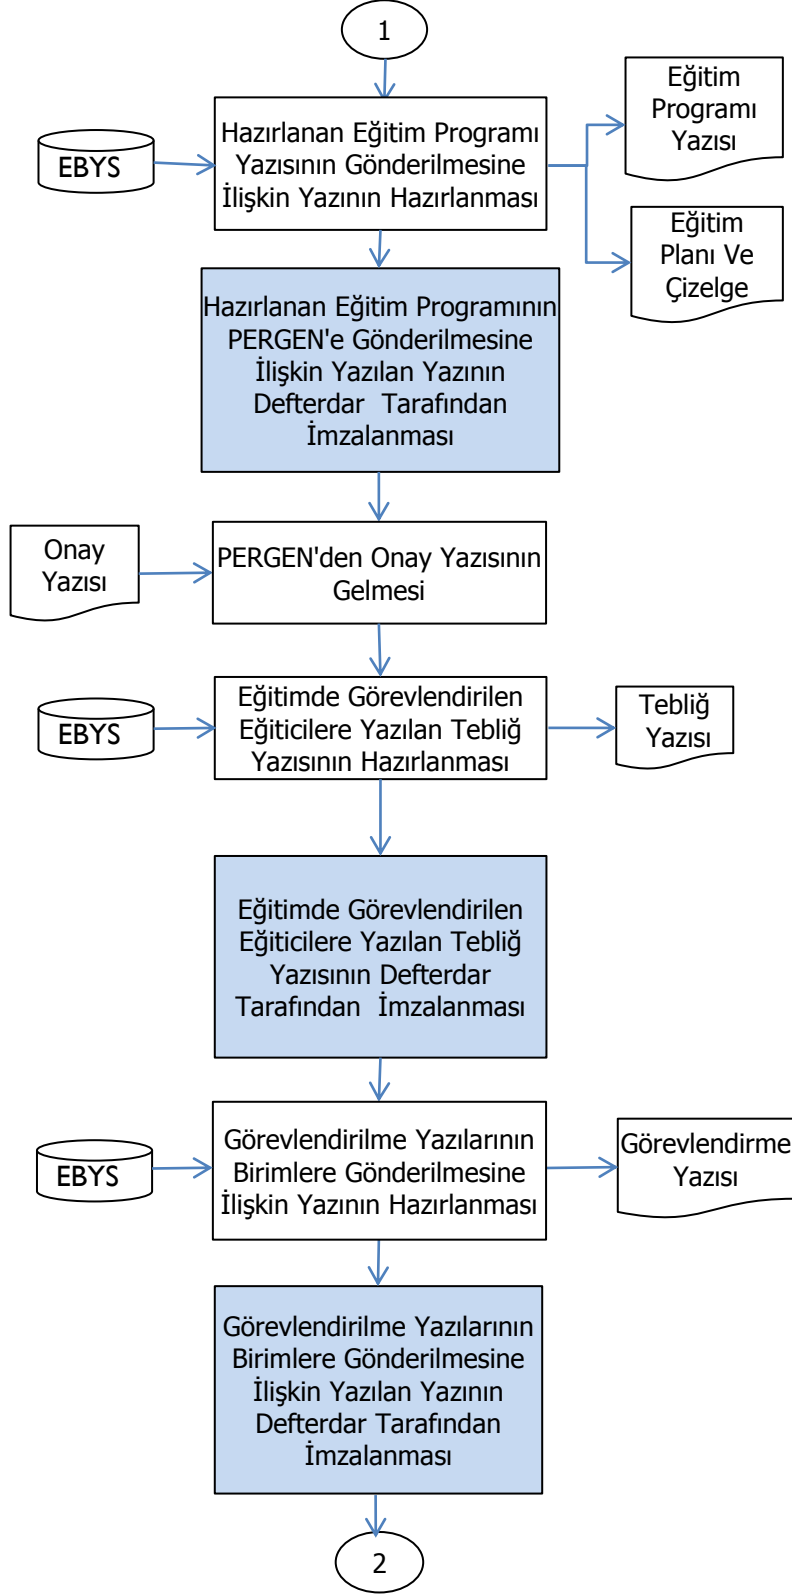 1
Eğitim
Programı
Yazısı
EBYS
Hazırlanan Eğitim Programı
Yazısının Gönderilmesine
İlişkin Yazının Hazırlanması
Eğitim
Planı Ve
Çizelge
Hazırlanan Eğitim Programının
PERGEN'e Gönderilmesine
İlişkin Yazılan Yazının
Defterdar Tarafından
İmzalanması
Onay
Yazısı
PERGEN'den Onay Yazısının
Gelmesi
EBYS
Eğitimde Görevlendirilen
Eğiticilere Yazılan Tebliğ
Yazısının Hazırlanması
Tebliğ
Yazısı
Eğitimde Görevlendirilen
Eğiticilere Yazılan Tebliğ
Yazısının Defterdar
Tarafından İmzalanması
EBYS
Görevlendirilme Yazılarının
Birimlere Gönderilmesine
İlişkin Yazının Hazırlanması
Görevlendirme
Yazısı
Görevlendirilme Yazılarının
Birimlere Gönderilmesine
İlişkin Yazılan Yazının
Defterdar Tarafından
İmzalanması
2